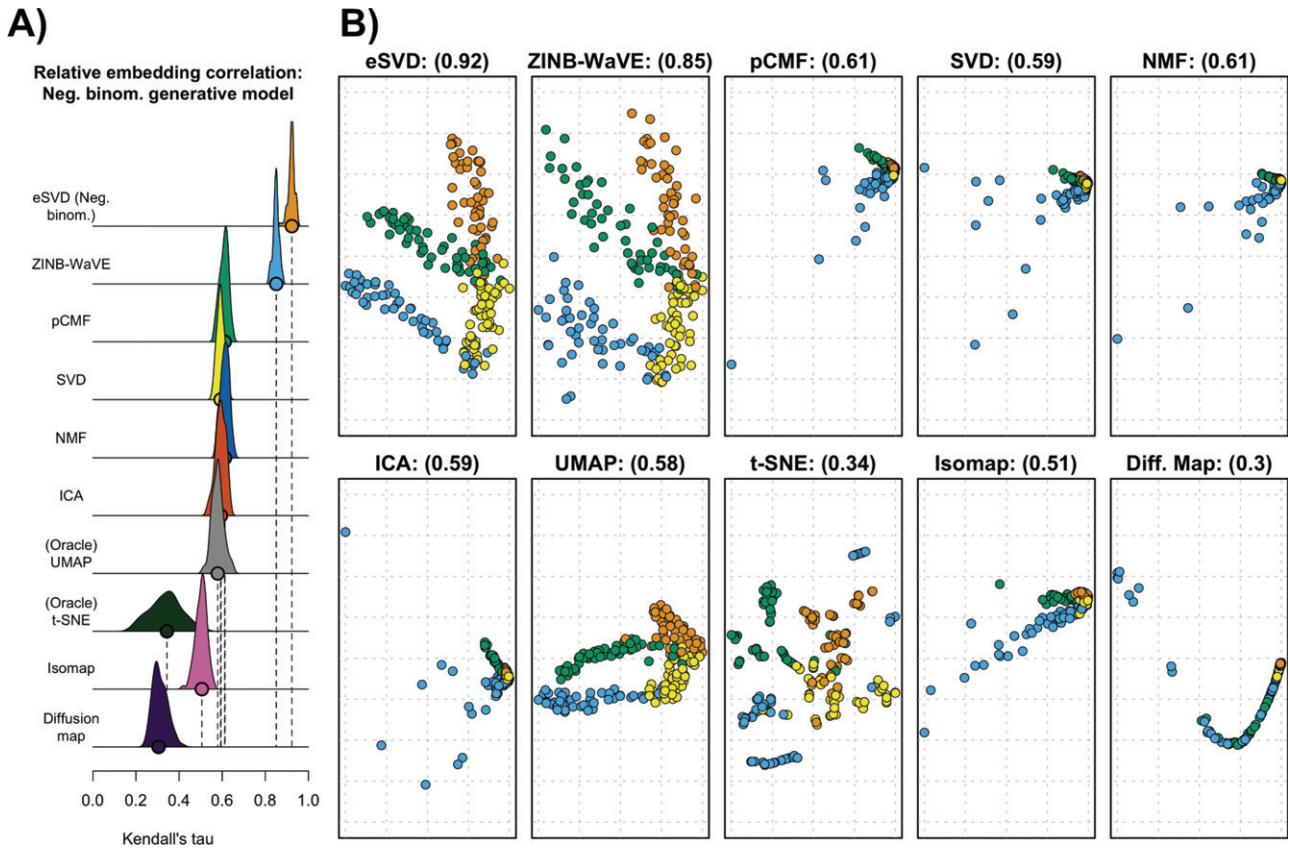 A)
Relative embedding correlation:
Neg. binom. generative model
eSVD (Neg.
binom.)
ZINB-WaVE
pCMF
SVD
NMF
ICA
(Oracle)
UMAP
(Oracle)
t-SNE
Isomap
Diffusion
map
0.0 0.2 0.4 0.6 0.8 1.0
Kendall's tau
B)
eSVD: (0.92) ZINB-WaVE: (0.85) pCMF: (0.61) SVD: (0.59) NMF: (0.61)
ICA: (0.59) UMAP: (0.58) t-SNE: (0.34) Isomap: (0.51) Diff. Map: (0.3)